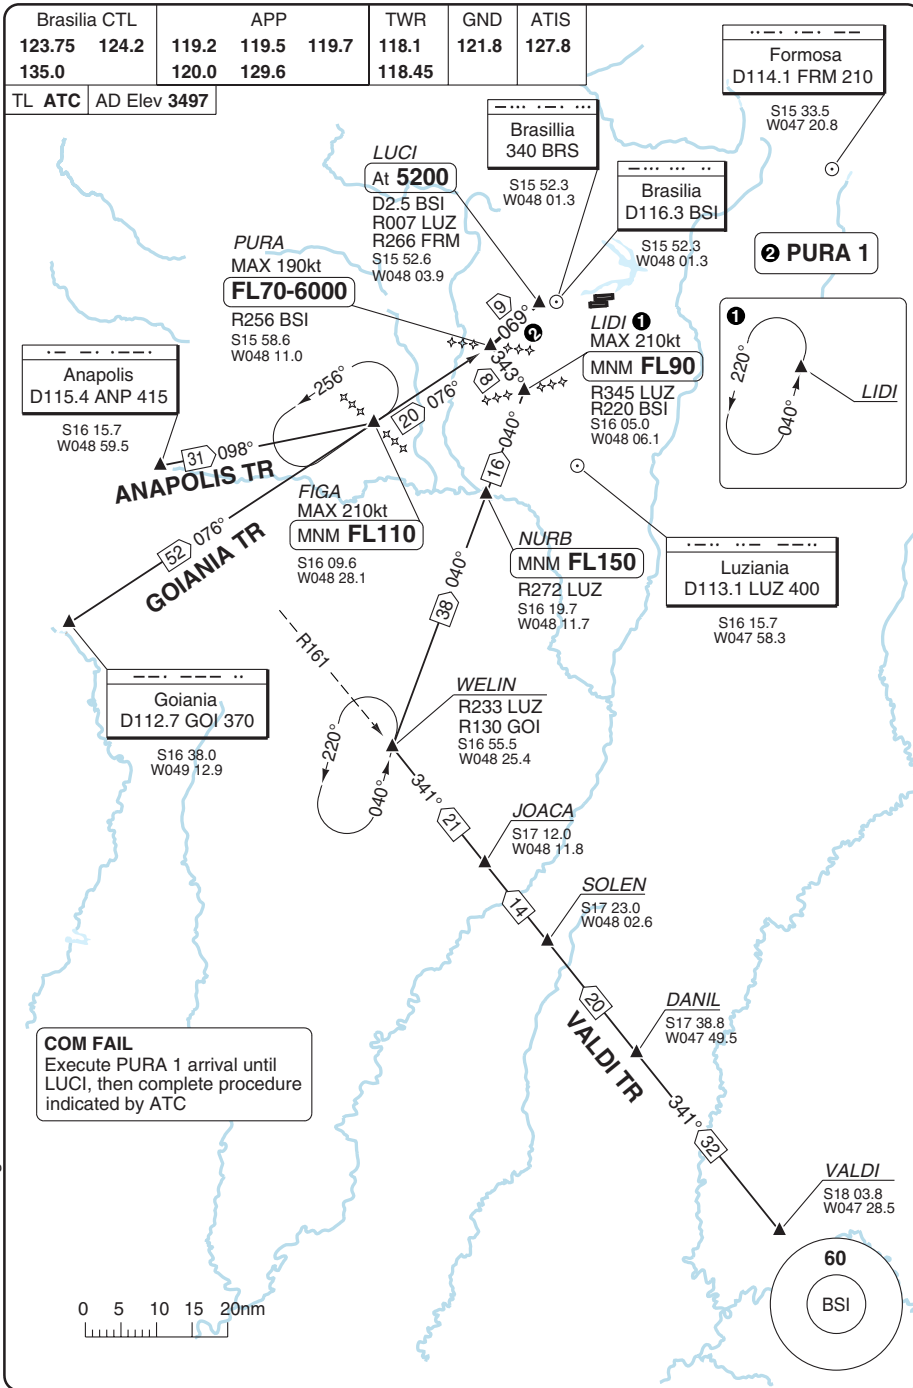 Brasilia CTL
123.75 124.2
135.0
APP
119.2 119.5 119.7
120.0 129.6
TWR
118.1
118.45
GND
121.8
ATIS
127.8
TL ATC
AD Elev 3497
Formosa
D114.1 FRM 210
S15 33.5
W047 20.8
Brasillia
340 BRS
S15 52.3
W048 01.3
LUCI
At 5200
D2.5 BSI
R007 LUZ
R266 FRM
S15 52.6
W048 03.9
Brasilia
D116.3 BSI
S15 52.3
W048 01.3
PURA
MAX 190kt
FL70-6000
R256 BSI
S15 58.6
W048 11.0
2 PURA 1
1
220°
040°
LIDI
9
069°
2
343°
8
LIDI 1
MAX 210kt
MNM FL90
R345 LUZ
R220 BSI
S16 05.0
W048 06.1
Anapolis
D115.4 ANP 415
S16 15.7
W048 59.5
256°
20 076°
31 098°
ANAPOLIS TR
16 040°
FIGA
MAX 210kt
MNM FL110
S16 09.6
W048 28.1
52 076°
GOIANIA TR
NURB
MNM FL150
R272 LUZ
S16 19.7
W048 11.7
Luziania
D113.1 LUZ 400
S16 15.7
W047 58.3
38 040°
R161
Goiania
D112.7 GOI 370
S16 38.0
W049 12.9
WELIN
R233 LUZ
R130 GOI
S16 55.5
W048 25.4
220°
040°
341°
21
JOACA
S17 12.0
W048 11.8
14
SOLEN
S17 23.0
W048 02.6
20
DANIL
S17 38.8
W047 49.5
VALDI TR
341°
32
COM FAIL
Execute PURA 1 arrival until
LUCI, then complete procedure
indicated by ATC
VALDI
S18 03.8
W047 28.5
60
BSI
0 5 10 15 20nm